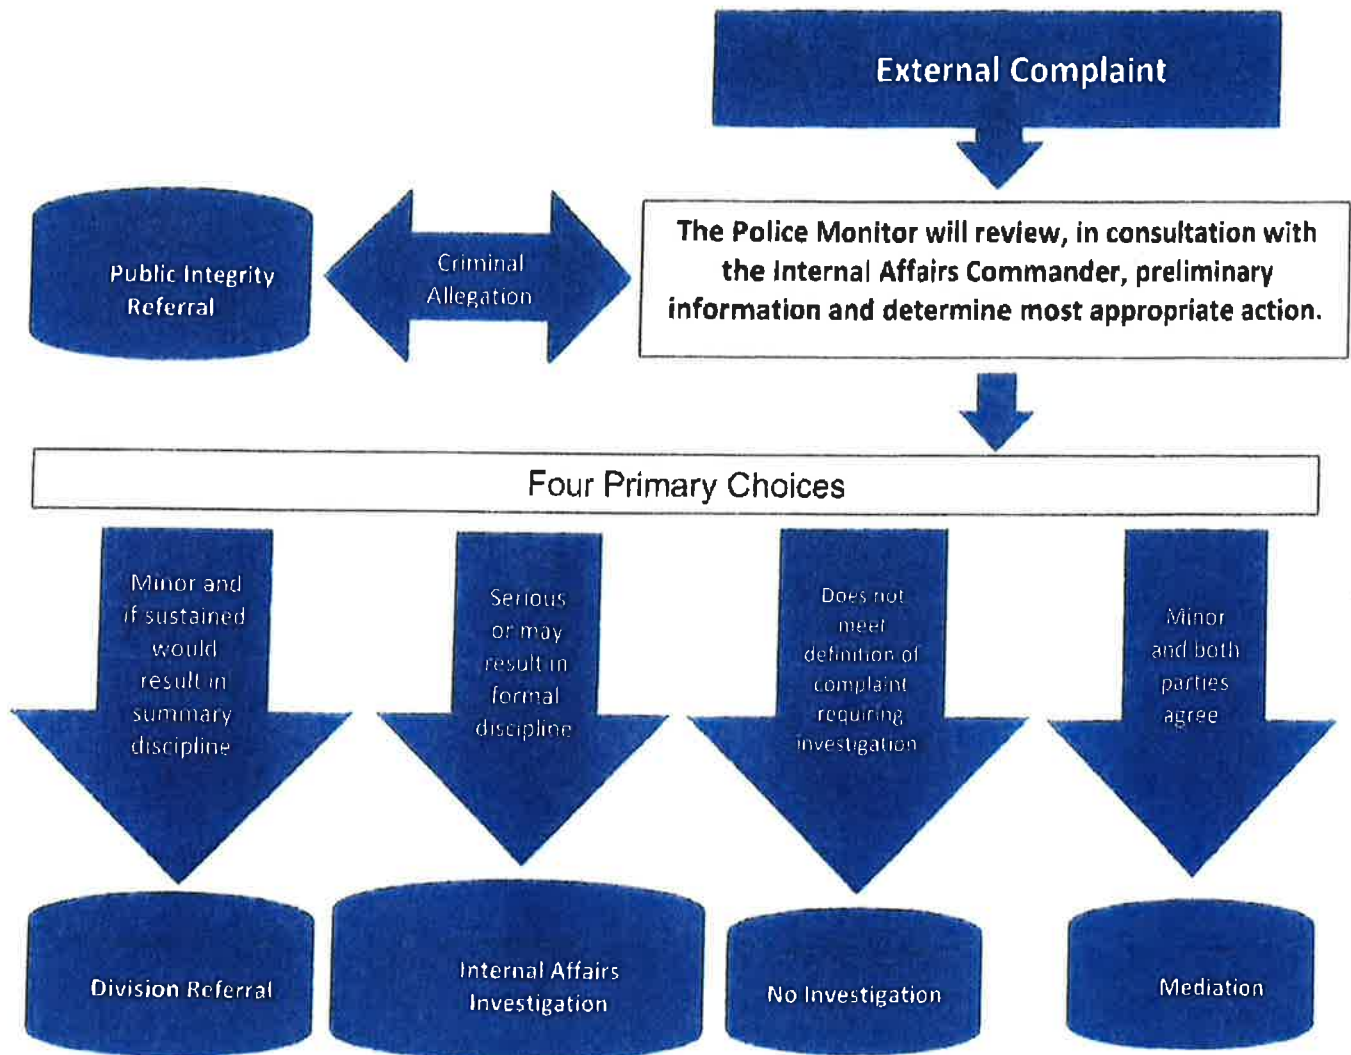 External Complaint
The Police Monitor will review, in consultation with
the Internal Affairs Commander, preliminary
information and determine most appropriate action.
Criminal
Allegation
Public Integrity
Referral
Four Primary Choices
Minor and
if sustained
would
result in
summary
discipline
Serious
or may
result in
formal
discipline
Does not
meet
definition of
complaint
requiring
investigation
Minor
and both
parties
agree
Division Referral
Internal Affairs
Investigation
No Investigation
Mediation